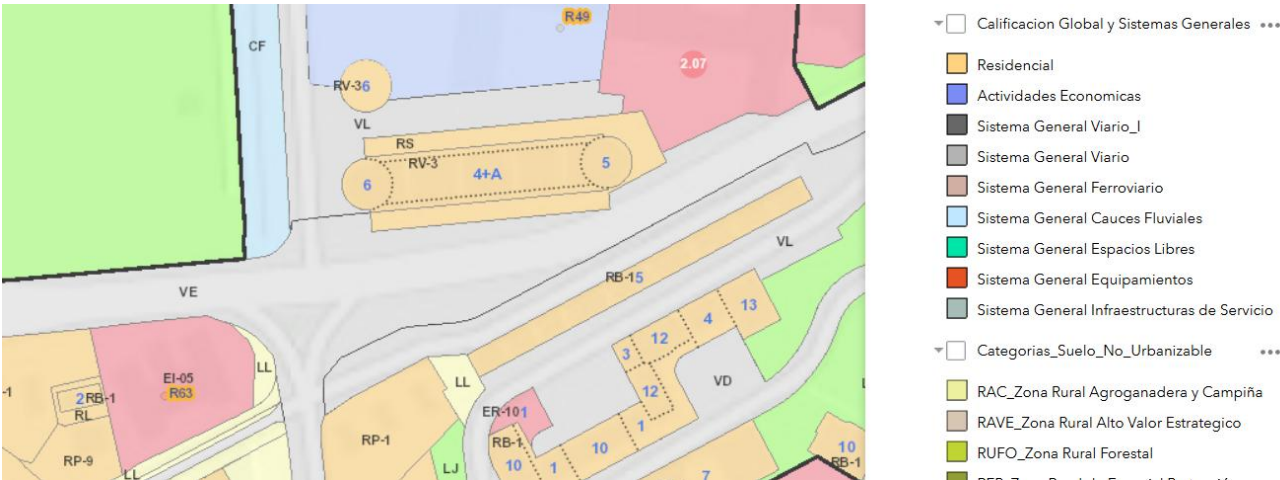 R49
CF
2.07
RV-36
VL
RS
RV-3
4+A
5
6
VL
VE
RB-15
13
4
12
3
EI-05
R63
LL
LL
VD
-1
2
RB-1
RL
12
ER-101
1
RP-1
RB-1
10
10
RP-9
LJ
10
1
RB-1
LL
7
Calificacion Global y Sistemas Generales
Residencial
Actividades Economicas
Sistema General Viario_I
Sistema General Viario
Sistema General Ferroviario
Sistema General Cauces Fluviales
Sistema General Espacios Libres
Sistema General Equipamientos
Sistema General Infraestructuras de Servicio
Categorias_Suelo_No_Urbanizable
RAC_Zona Rural Agroganadera y Campiña
RAVE_Zona Rural Alto Valor Estrategico
RUFO_Zona Rural Forestal